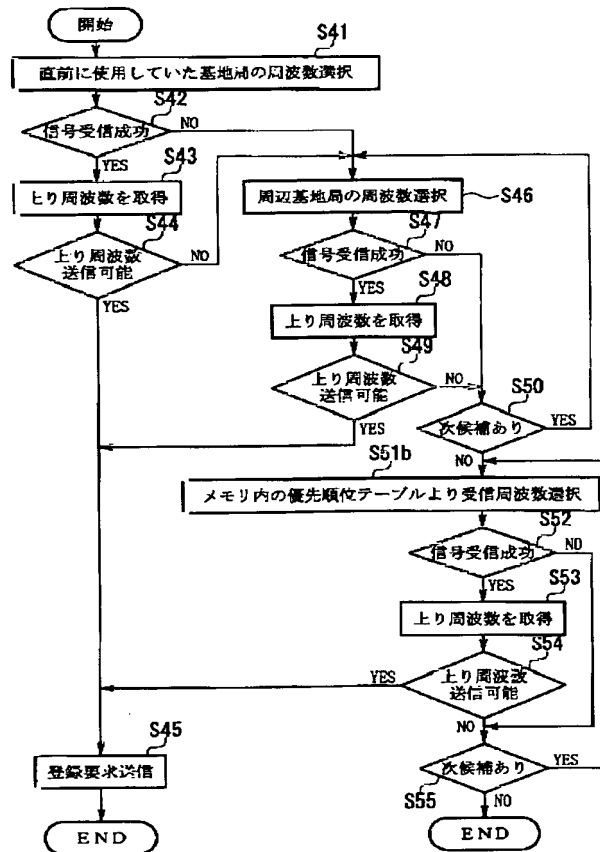 開始
S41
直前に使用していた基地局の周波数選択
S42
信号受信成功
NO
YES
S43
上り周波数を取得
S44
上り周波数
送信可能
NO
YES
周辺基地局の周波数選択
S46
S47
信号受信成功
NO
YES
S48
上り周波数を取得
S49
上り周波数
送信可能
NO
YES
S50
次候補あり
YES
NO
S51b
メモリ内の優先順位テーブルより受信周波数選択
S52
信号受信成功
NO
YES
S53
上り周波数を取得
S54
上り周波数
送信可能
YES
NO
S45
登録要求送信
END
次候補あり
YES
S55
NO
END